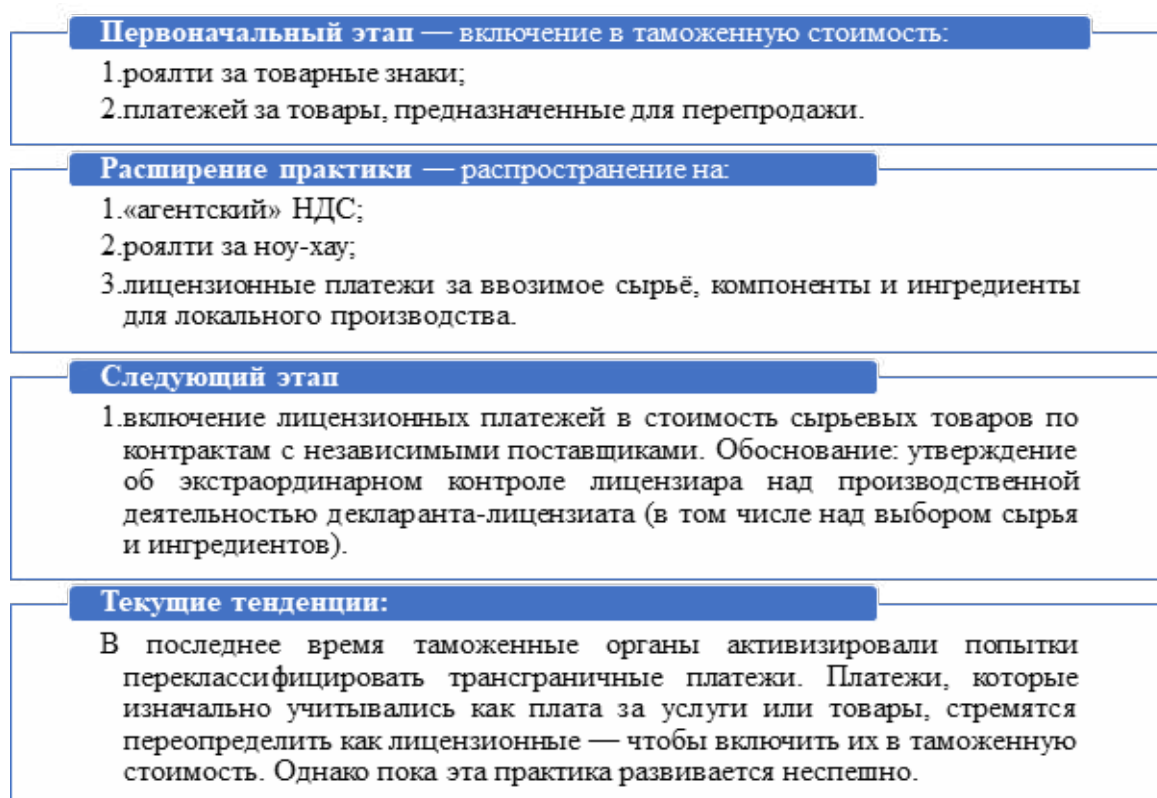 Первоначальный этап — включение в таможенную стоимость:
1.роялти за товарные знаки;
2.платежей за товары, предназначенные для перепродажи.
Расширение практики — распространение на:
1.«агентский» НДС;
2.роялти за ноу-хау;
3.лицензионные платежи за ввозимое сырьё, компоненты и ингредиенты
для локального производства.
Следующий этап
1.включение лицензионных платежей в стоимость сырьевых товаров по
контрактам с независимыми поставщиками. Обоснование: утверждение
об экстраординарном контроле лицензиара над производственной
деятельностью декларанта-лицензиата (в том числе над выбором сырья
и ингредиентов).
Текущие тенденции:
В последнее время таможенные органы активизировали попытки
переклассифицировать трансграничные платежи. Платежи, которые
изначально учитывались как плата за услуги или товары, стремятся
переопределить как лицензионные — чтобы включить их в таможенную
стоимость. Однако пока эта практика развивается неспешно.